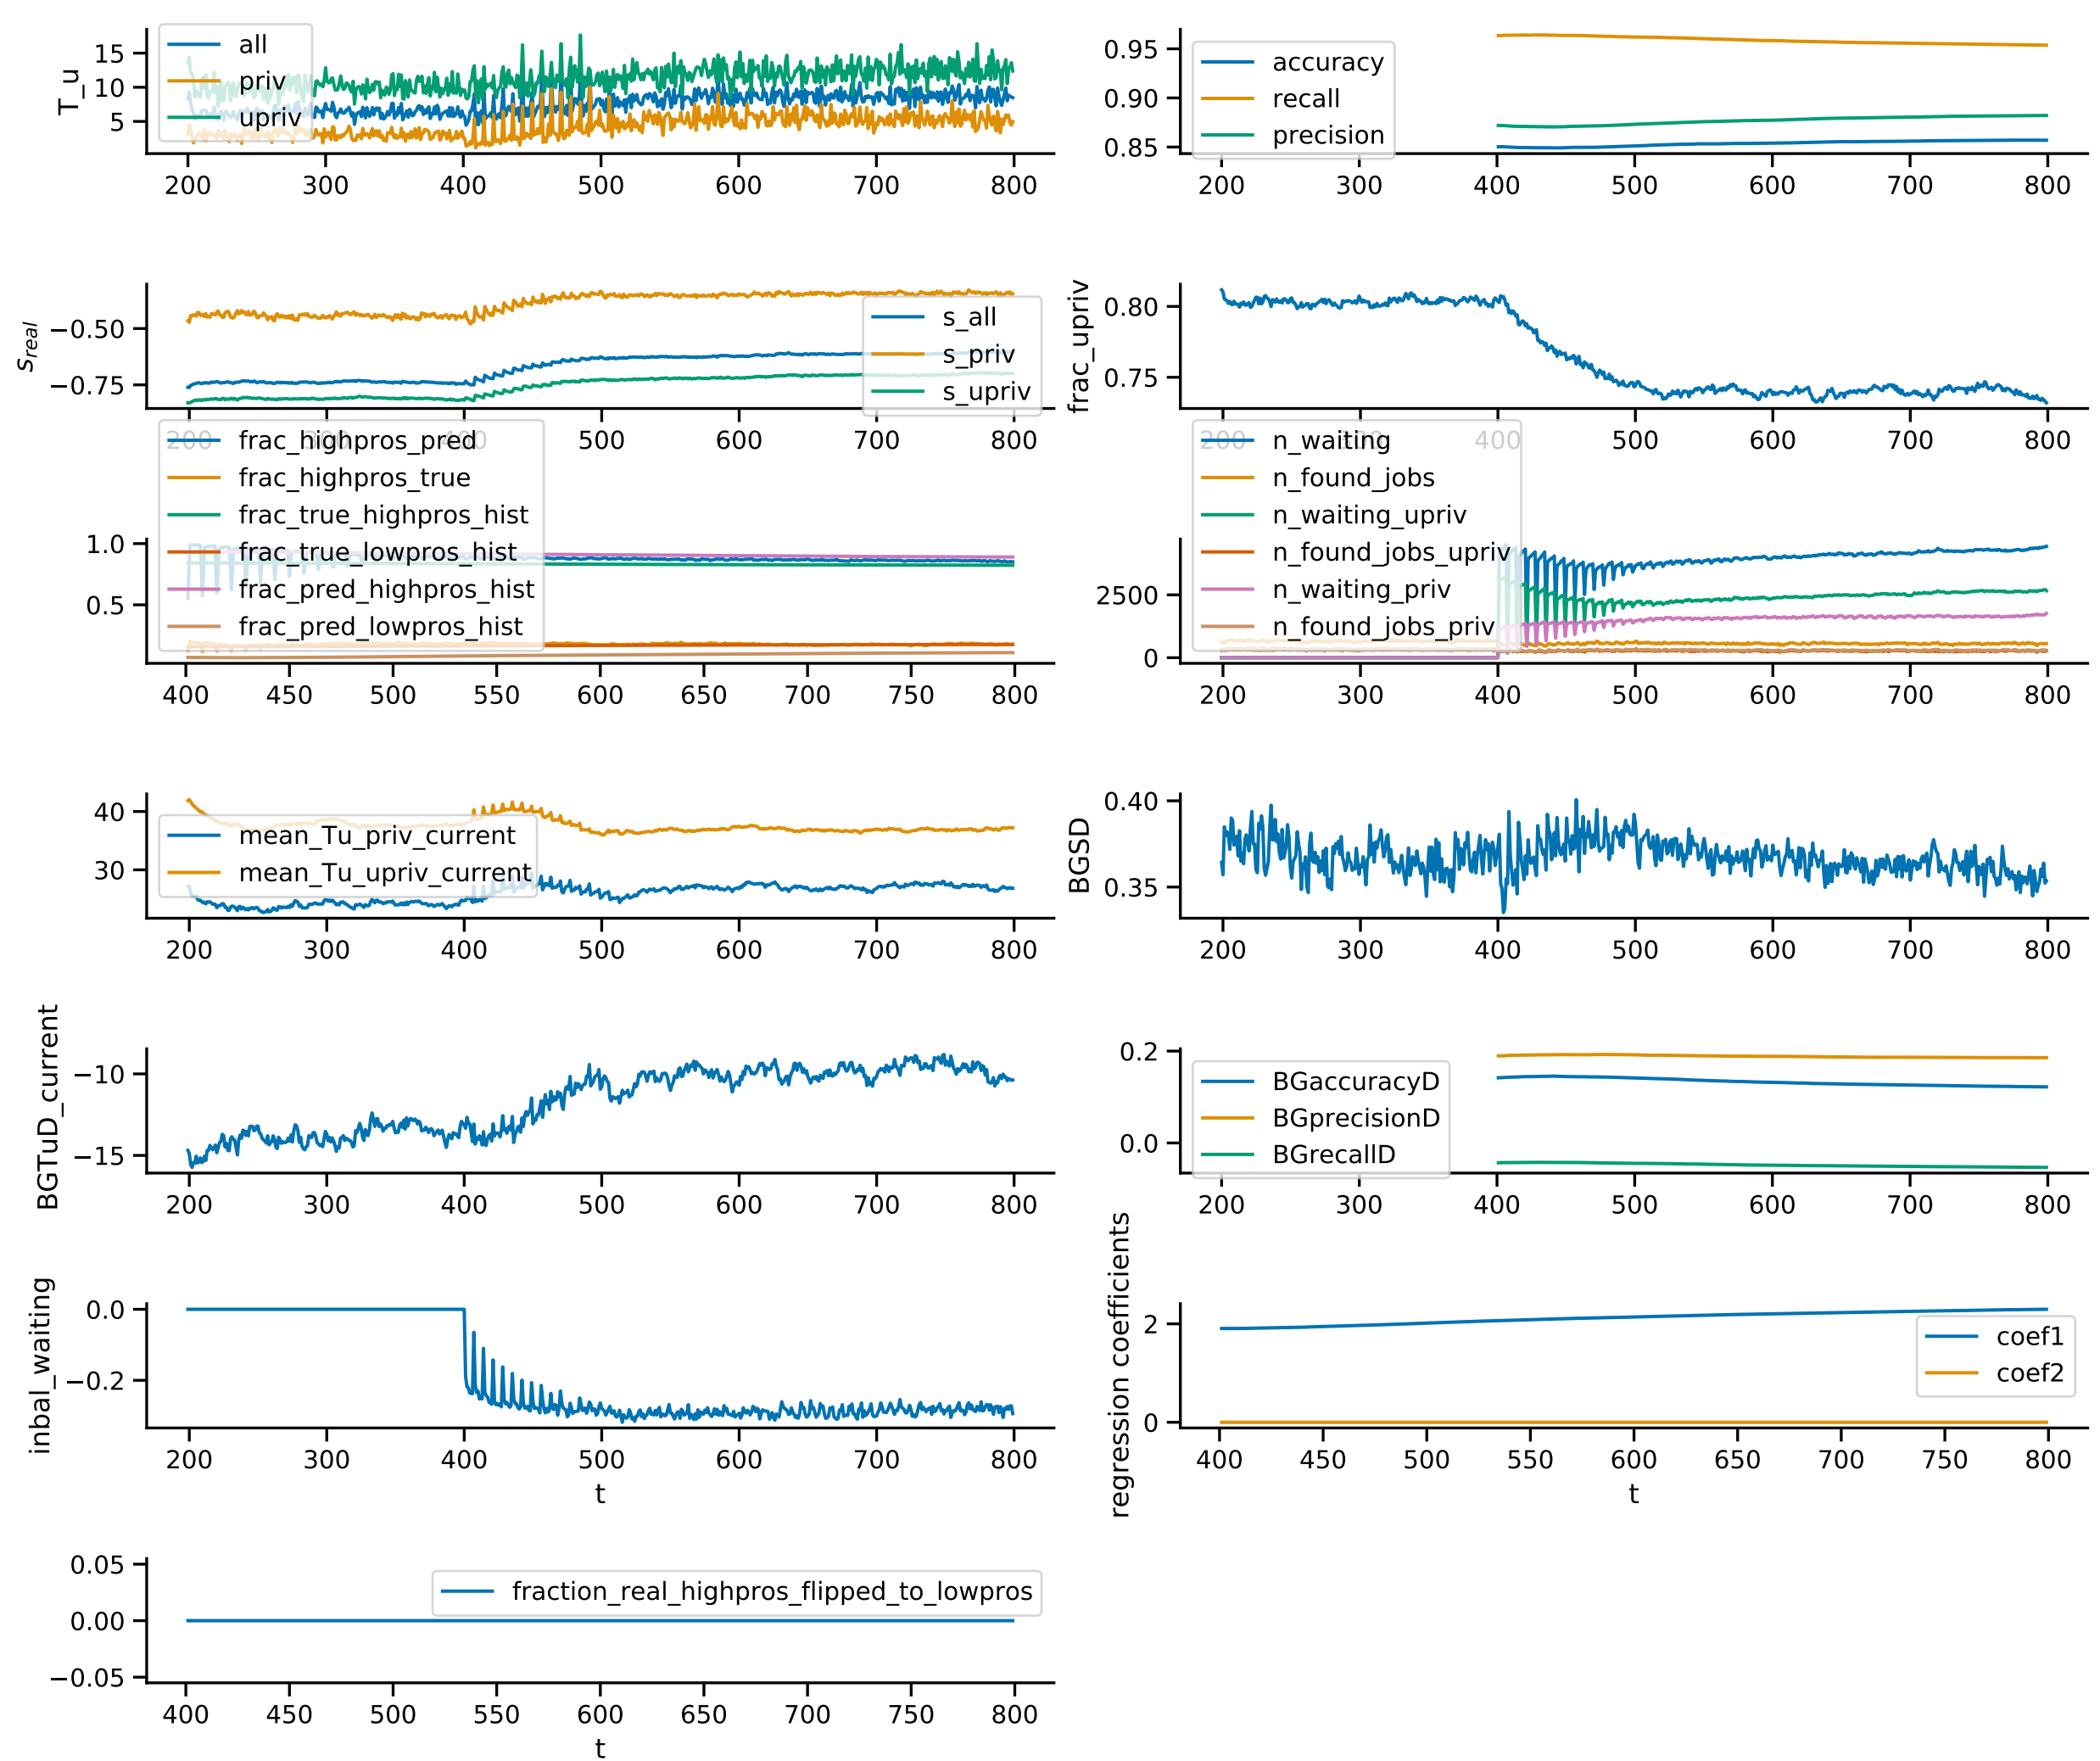 T_u
15
10
5
all
priv
upriv
200 300 400 500 600 700 800
0.95
0.90
0.85
accuracy
recall
precision
200 300 400 500 600 700 800
s_real
−0.50
−0.75
s_all
s_priv
s_upriv
200 300 400 500 600 700 800
frac_upriv
0.80
0.75
200 300 400 500 600 700 800
1.0
0.5
frac_highpros_pred
frac_highpros_true
frac_true_highpros_hist
frac_true_lowpros_hist
frac_pred_highpros_hist
frac_pred_lowpros_hist
400 450 500 550 600 650 700 750 800
2500
0
n_waiting
n_found_jobs
n_waiting_upriv
n_found_jobs_upriv
n_waiting_priv
n_found_jobs_priv
200 300 400 500 600 700 800
40
30
mean_Tu_priv_current
mean_Tu_upriv_current
200 300 400 500 600 700 800
BGSD
0.40
0.35
200 300 400 500 600 700 800
BGTuD_current
−10
−15
200 300 400 500 600 700 800
0.2
0.0
BGaccuracyD
BGprecisionD
BGrecallD
200 300 400 500 600 700 800
inbal_waiting
0.0
−0.2
200 300 400 500 600 700 800
t
regression coefficients
2
0
coef1
coef2
400 450 500 550 600 650 700 750 800
t
0.05
0.00
−0.05
fraction_real_highpros_flipped_to_lowpros
400 450 500 550 600 650 700 750 800
t